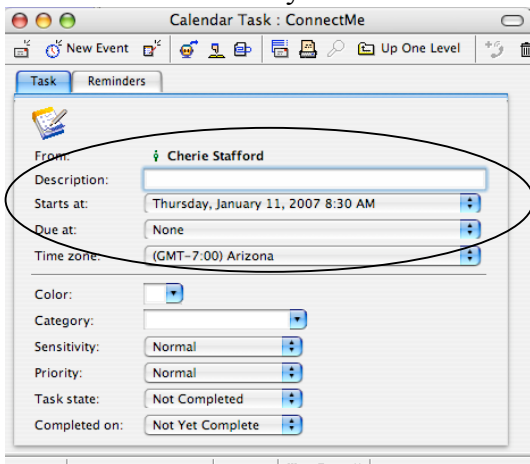 Calendar Task : ConnectMe
New Event Up One Level
Task Reminders
From: Cherie Stafford
Description:
Starts at: Thursday, January 11, 2007 8:30 AM
Due at: None
Time zone: (GMT-7:00) Arizona
Color:
Category:
Sensitivity: Normal
Priority: Normal
Task state: Not Completed
Completed on: Not Yet Complete